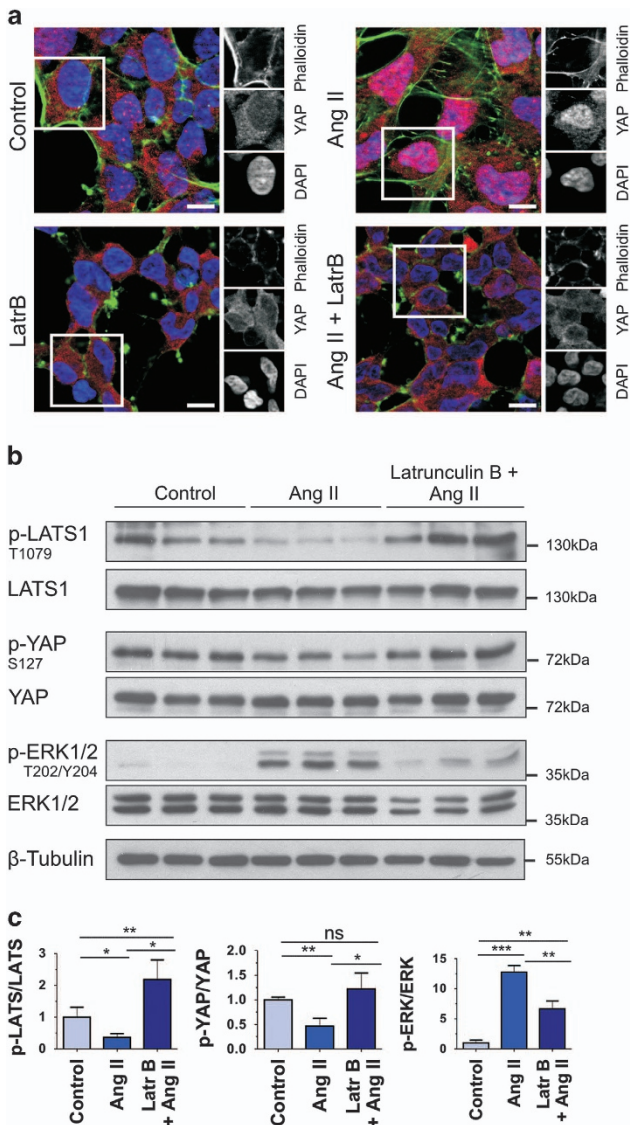 a
Control
Phalloidin
YAP
DAPI
Ang II
Phalloidin
YAP
DAPI
LatrB
Phalloidin
YAP
DAPI
Ang II + LatrB
Phalloidin
YAP
DAPI
b
Control
Ang II
Latrunculin B +
Ang II
p-LATS1
T1079
130kDa
LATS1
130kDa
p-YAP
S127
72kDa
YAP
72kDa
p-ERK1/2
T202/Y204
35kDa
ERK1/2
35kDa
β-Tubulin
55kDa
c
p-LATS/LATS
3
2
1
0
**
*
*
Control
Ang II
Latr B
+ Ang II
p-YAP/YAP
2.0
1.5
1.0
0.5
0.0
ns
**
*
Control
Ang II
Latr B
+ Ang II
p-ERK/ERK
15
10
5
0
**
***
**
Control
Ang II
Latr B
+ Ang II